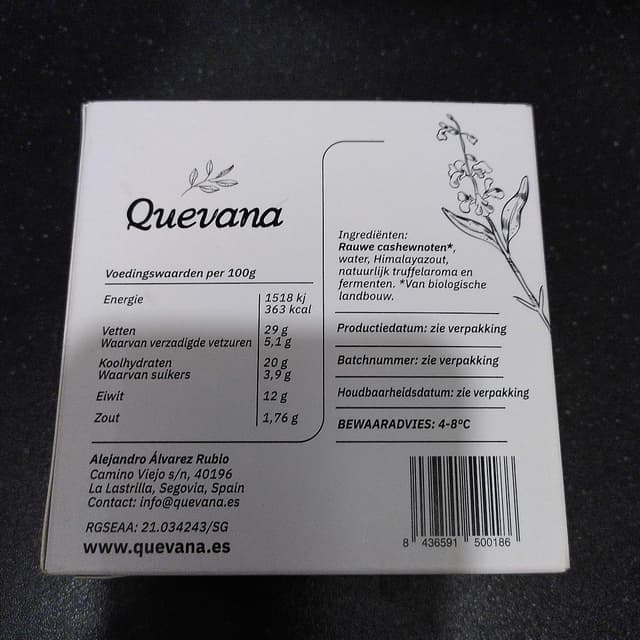 Quevana
Voedingswaarden per 100g
Energie 1518 kj
363 kcal
Vetten 29 g
Waarvan verzadigde vetzuren 5,1 g
Koolhydraten 20 g
Waarvan suikers 3,9 g
Eiwit 12 g
Zout 1,76 g
Alejandro Álvarez Rubio
Camino Viejo s/n, 40196
La Lastrilla, Segovia, Spain
Contact: info@quevana.es
RGSEAA: 21.034243/SG
www.quevana.es
Ingrediënten:
Rauwe cashewnoten*,
water, Himalayazout,
natuurlijk truffelaroma en
fermenten. *Van biologische
landbouw.
Productiedatum: zie verpakking
Batchnummer: zie verpakking
Houdbaarheidsdatum: zie verpakking
BEWAARADVIES: 4-8ºC
8 436591 500186